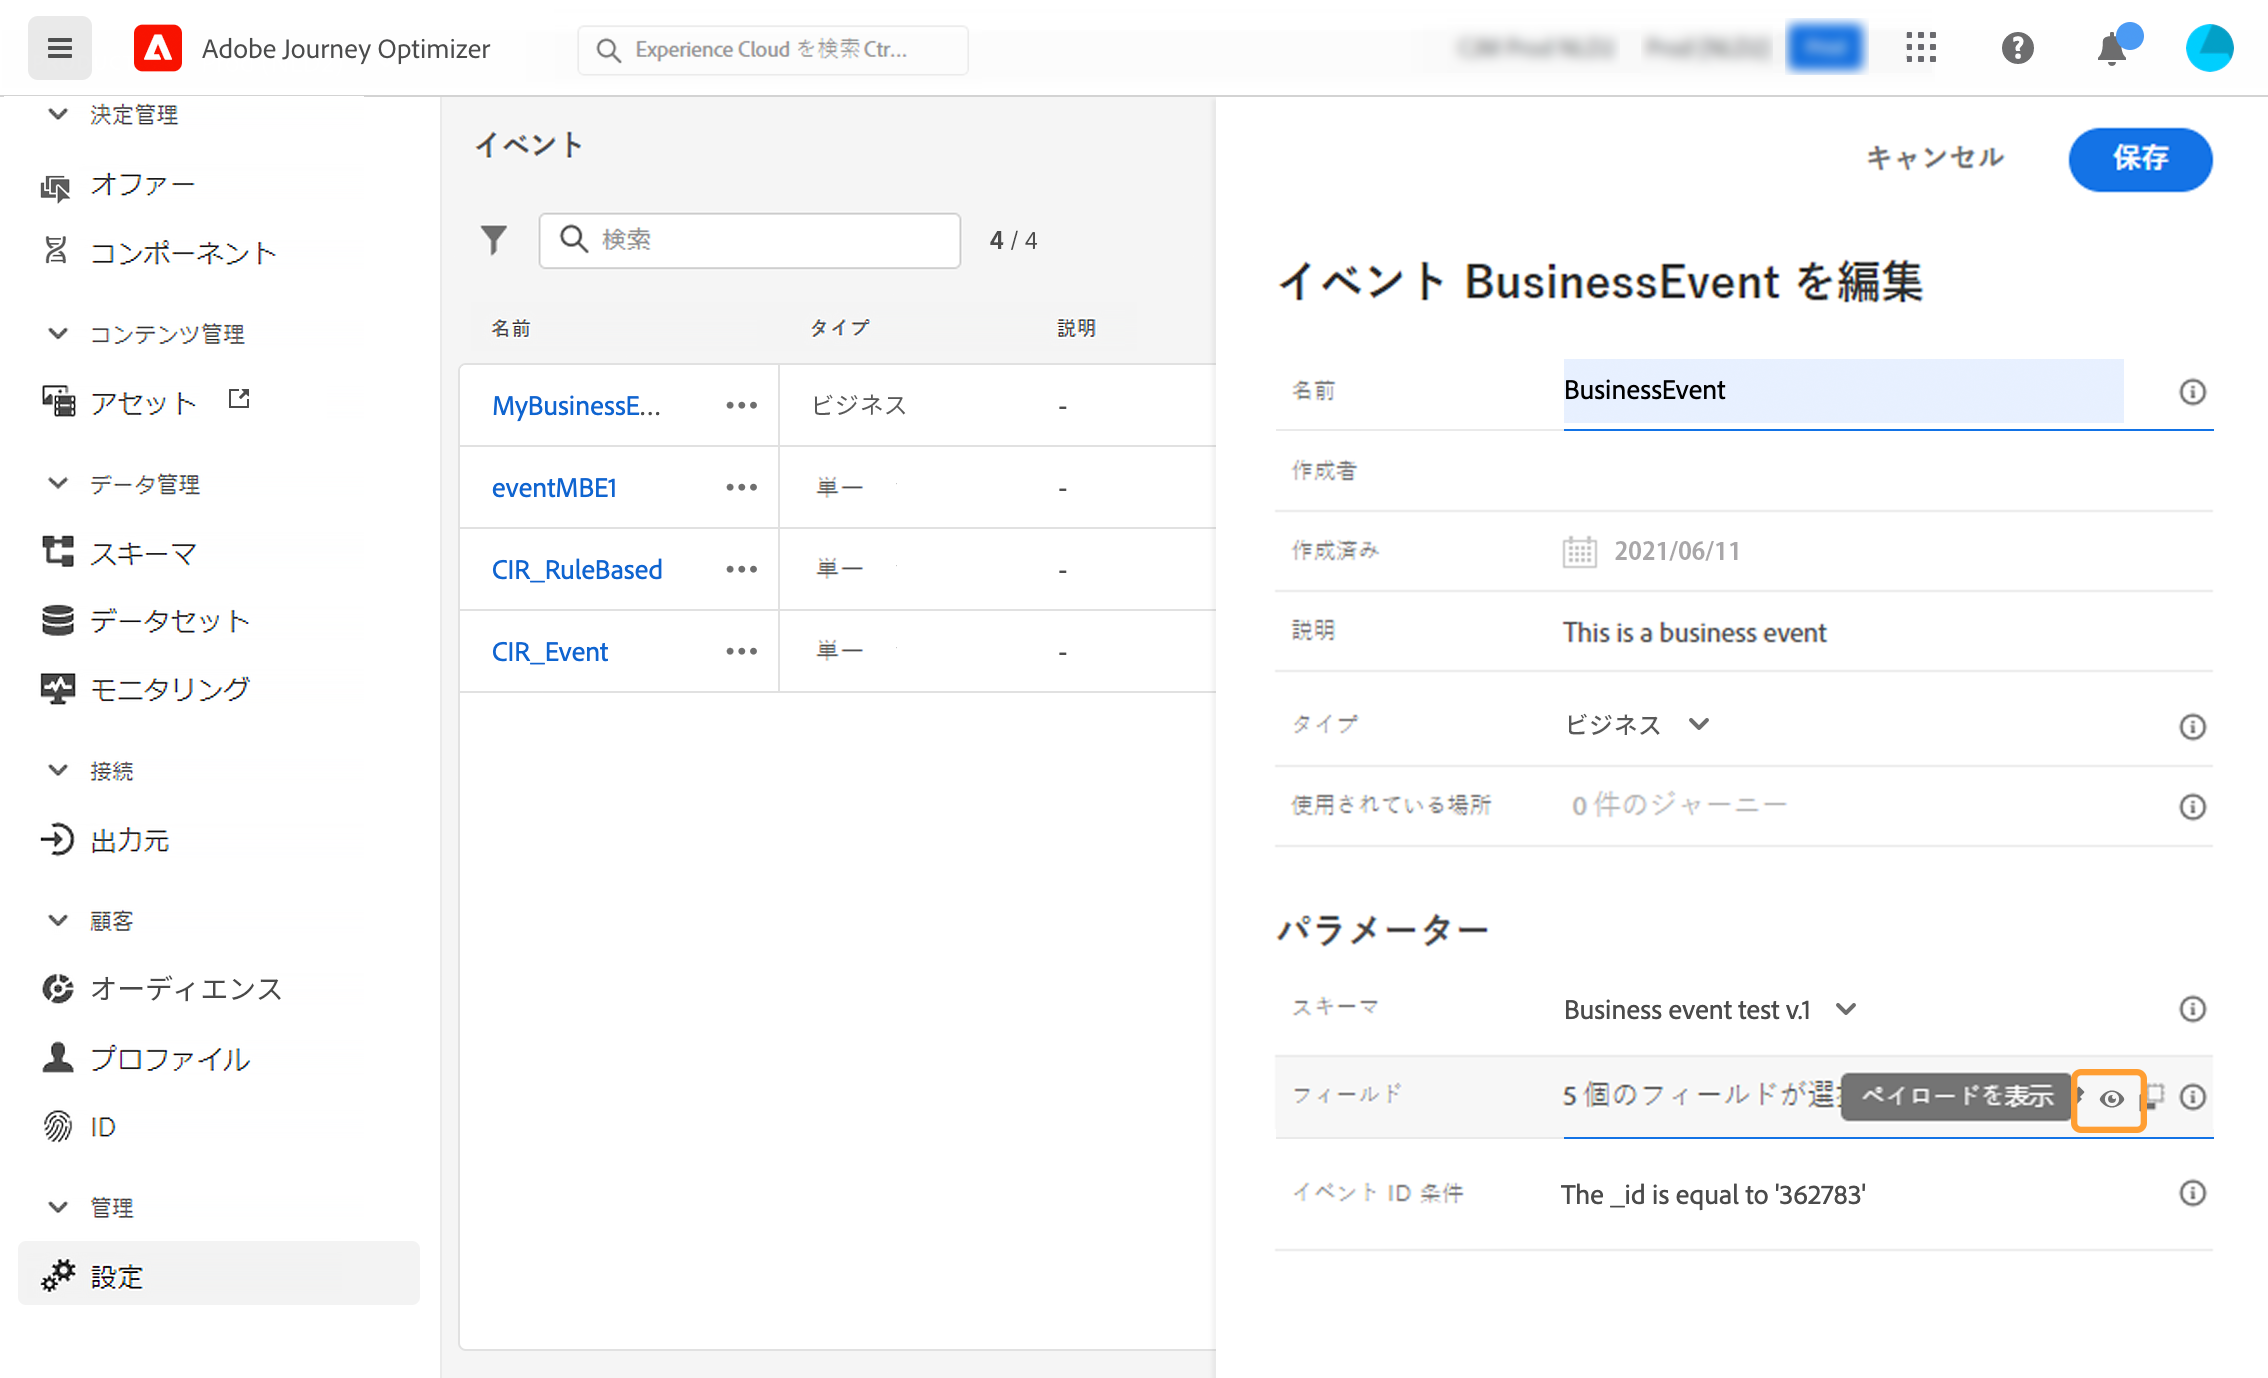 Adobe Journey Optimizer
Experience Cloud を検索 Ctr...
決定管理
オファー
コンポーネント
コンテンツ管理
アセット
データ管理
スキーマ
データセット
モニタリング
接続
出力元
顧客
オーディエンス
プロファイル
ID
管理
設定
イベント
検索
4 / 4
名前 タイプ 説明
MyBusinessE... ビジネス -
eventMBE1 単一 -
CIR_RuleBased 単一 -
CIR_Event 単一 -
キャンセル 保存
イベント BusinessEvent を編集
名前 BusinessEvent
作成者
作成済み 2021/06/11
説明 This is a business event
タイプ ビジネス
使用されている場所 0 件のジャーニー
パラメーター
スキーマ Business event test v.1
フィールド 5 個のフィールドが選 ペイロードを表示
イベント ID 条件 The _id is equal to '362783'